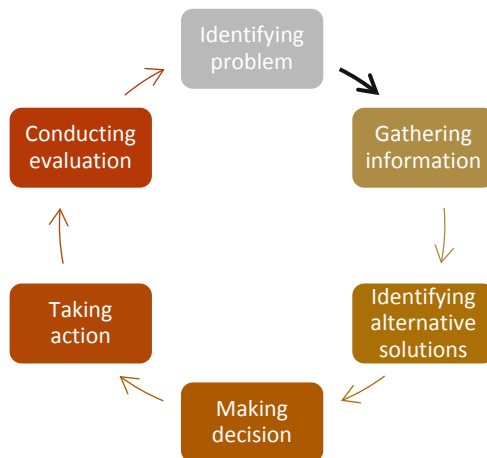 Identifying
problem
Gathering
information
Identifying
alternative
solutions
Making
decision
Taking
action
Conducting
evaluation